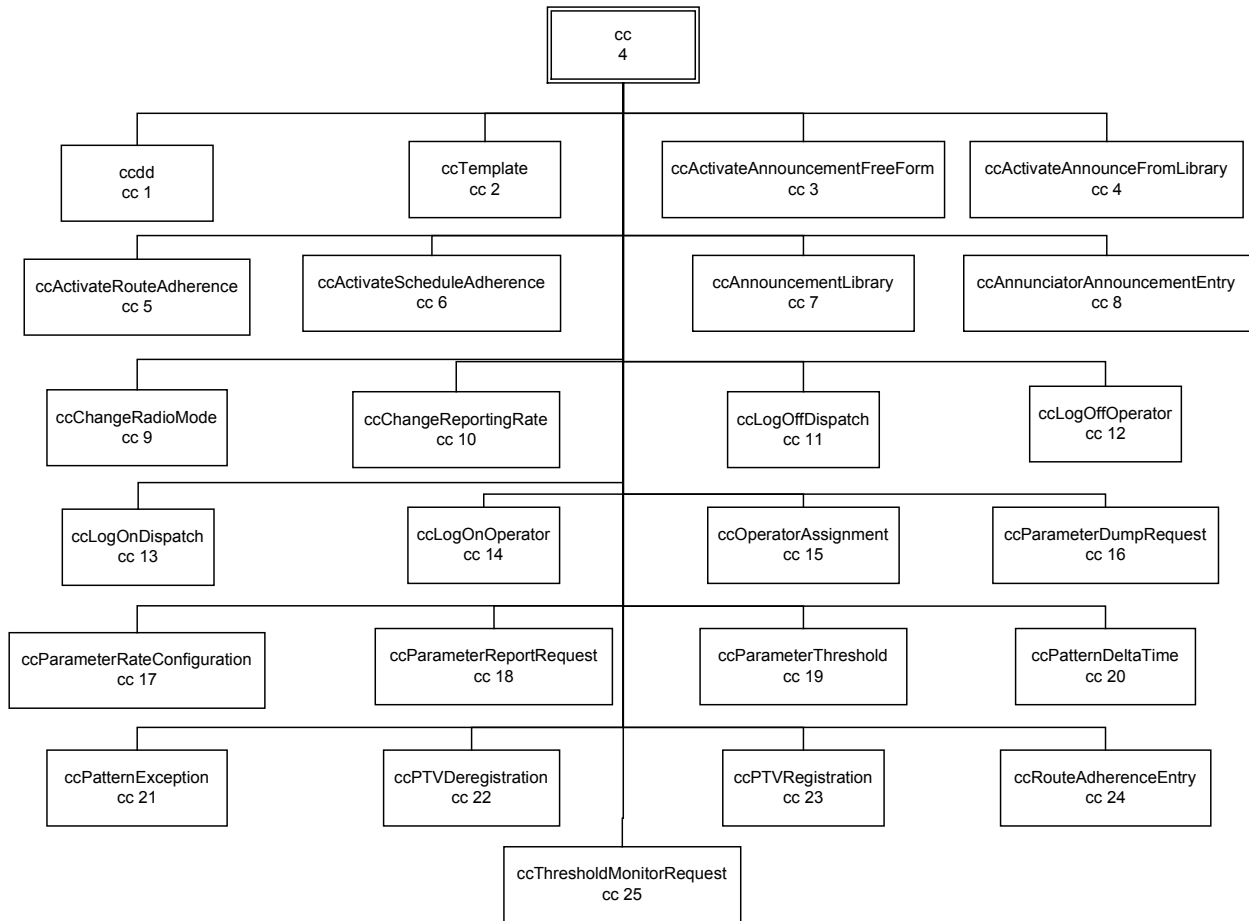 cc
4
ccdd
cc 1
ccTemplate
cc 2
ccActivateAnnouncementFreeForm
cc 3
ccActivateAnnounceFromLibrary
cc 4
ccActivateRouteAdherence
cc 5
ccActivateScheduleAdherence
cc 6
ccAnnouncementLibrary
cc 7
ccAnnunciatorAnnouncementEntry
cc 8
ccChangeRadioMode
cc 9
ccChangeReportingRate
cc 10
ccLogOffDispatch
cc 11
ccLogOffOperator
cc 12
ccLogOnDispatch
cc 13
ccLogOnOperator
cc 14
ccOperatorAssignment
cc 15
ccParameterDumpRequest
cc 16
ccParameterRateConfiguration
cc 17
ccParameterReportRequest
cc 18
ccParameterThreshold
cc 19
ccPatternDeltaTime
cc 20
ccPatternException
cc 21
ccPTVDeregistration
cc 22
ccPTVRegistration
cc 23
ccRouteAdherenceEntry
cc 24
ccThresholdMonitorRequest
cc 25